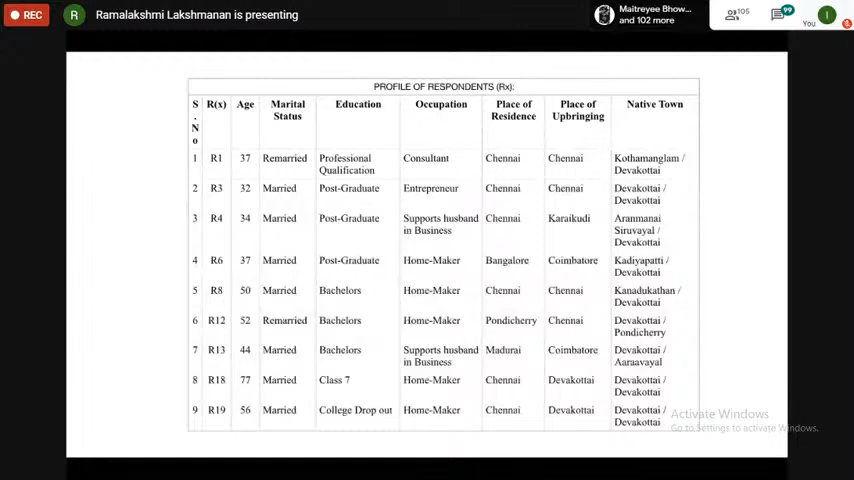 REC
R
Ramalakshmi Lakshmanan is presenting
Maitreyee Bhow...
and 102 more
105
99
You
I
PROFILE OF RESPONDENTS (Rx):
S.No R(x) Age Marital Status Education Occupation Place of Residence Place of Upbringing Native Town
1 R1 37 Remarried Professional Qualification Consultant Chennai Chennai Kothamanglam / Devakottai
2 R3 32 Married Post-Graduate Entrepreneur Chennai Chennai Devakottai / Devakottai
3 R4 34 Married Post-Graduate Supports husband in Business Chennai Karaikudi Aranmanai Siruvayal / Devakottai
4 R6 37 Married Post-Graduate Home-Maker Bangalore Coimbatore Kadiyapatti / Devakottai
5 R8 50 Married Bachelors Home-Maker Chennai Chennai Kanadukathan / Devakottai
6 R12 52 Remarried Bachelors Home-Maker Pondicherry Chennai Devakottai / Pondicherry
7 R13 44 Married Bachelors Supports husband in Business Madurai Coimbatore Devakottai / Aaraavayal
8 R18 77 Married Class 7 Home-Maker Chennai Devakottai Devakottai / Devakottai
9 R19 56 Married College Drop out Home-Maker Chennai Devakottai Devakottai / Devakottai
Activate Windows
Go to Settings to activate Windows.